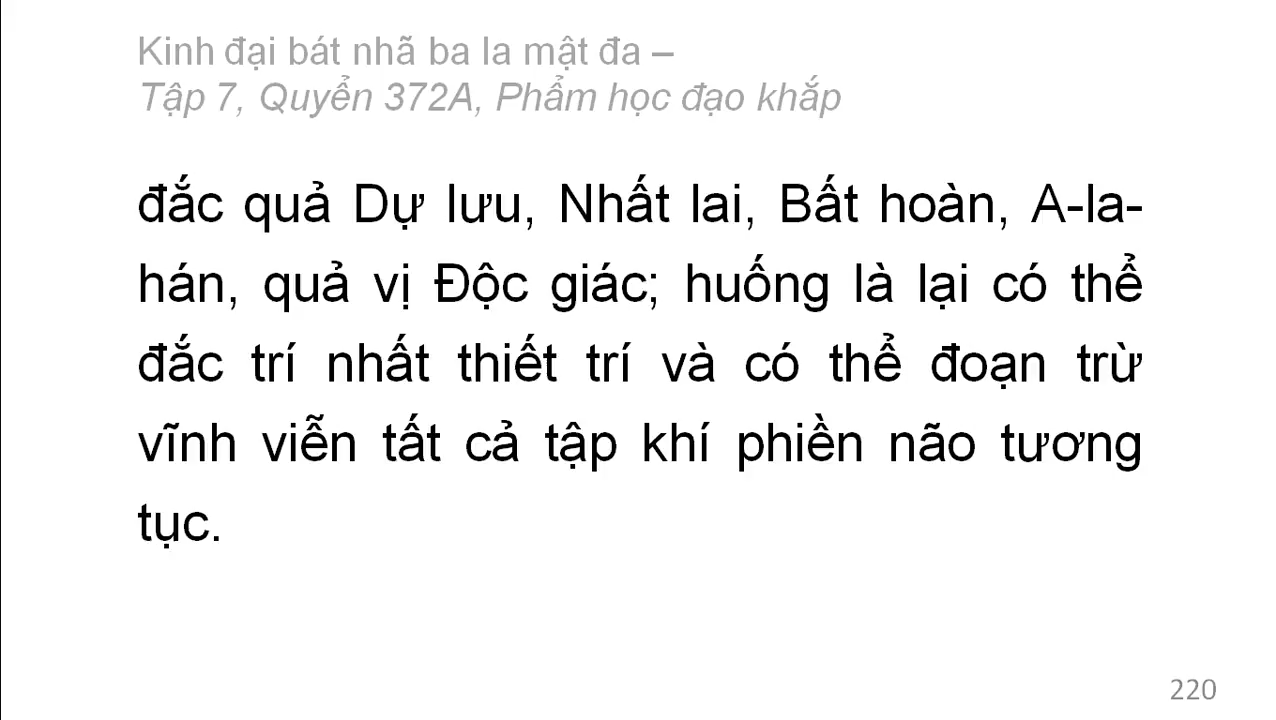 Kinh đại bát nhã ba la mật đa –
Tập 7, Quyển 372A, Phẩm học đạo khắp
đắc quả Dự lưu, Nhất lai, Bất hoàn, A-la-
hán, quả vị Độc giác; huống là lại có thể
đắc trí nhất thiết trí và có thể đoạn trừ
vĩnh viễn tất cả tập khí phiền não tương
tục.
220